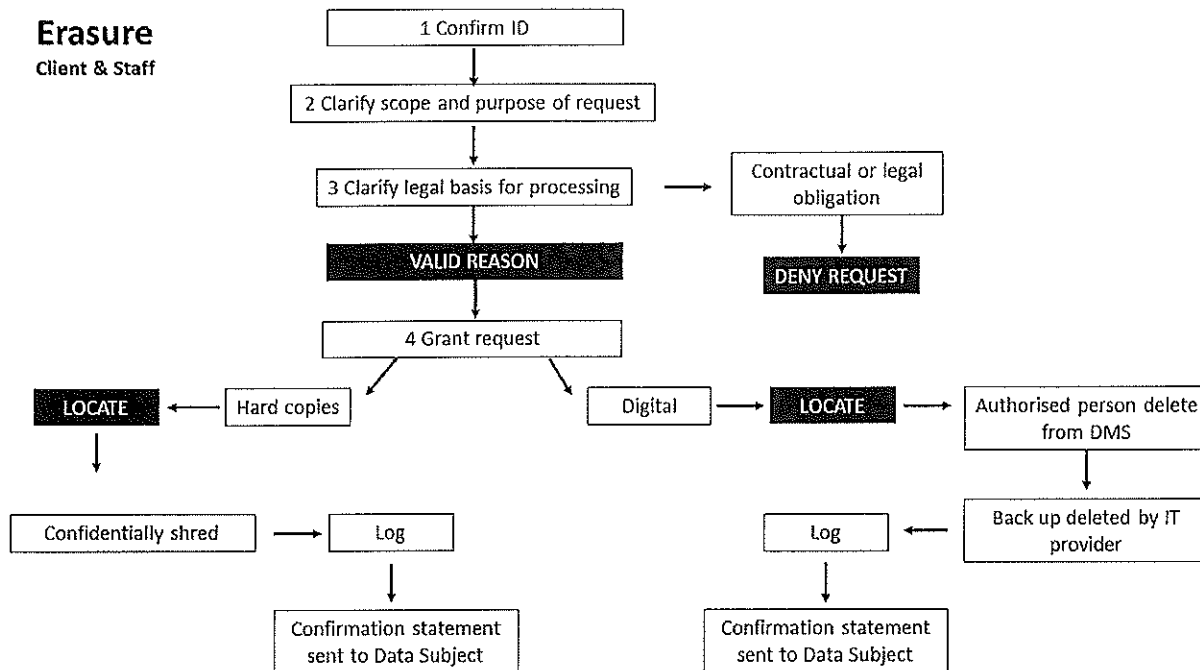 Erasure
Client & Staff
1 Confirm ID
2 Clarify scope and purpose of request
3 Clarify legal basis for processing
Contractual or legal
obligation
VALID REASON
DENY REQUEST
4 Grant request
LOCATE
Hard copies
Digital
LOCATE
Authorised person delete
from DMS
Confidentially shred
Log
Log
Back up deleted by IT
provider
Confirmation statement
sent to Data Subject
Confirmation statement
sent to Data Subject